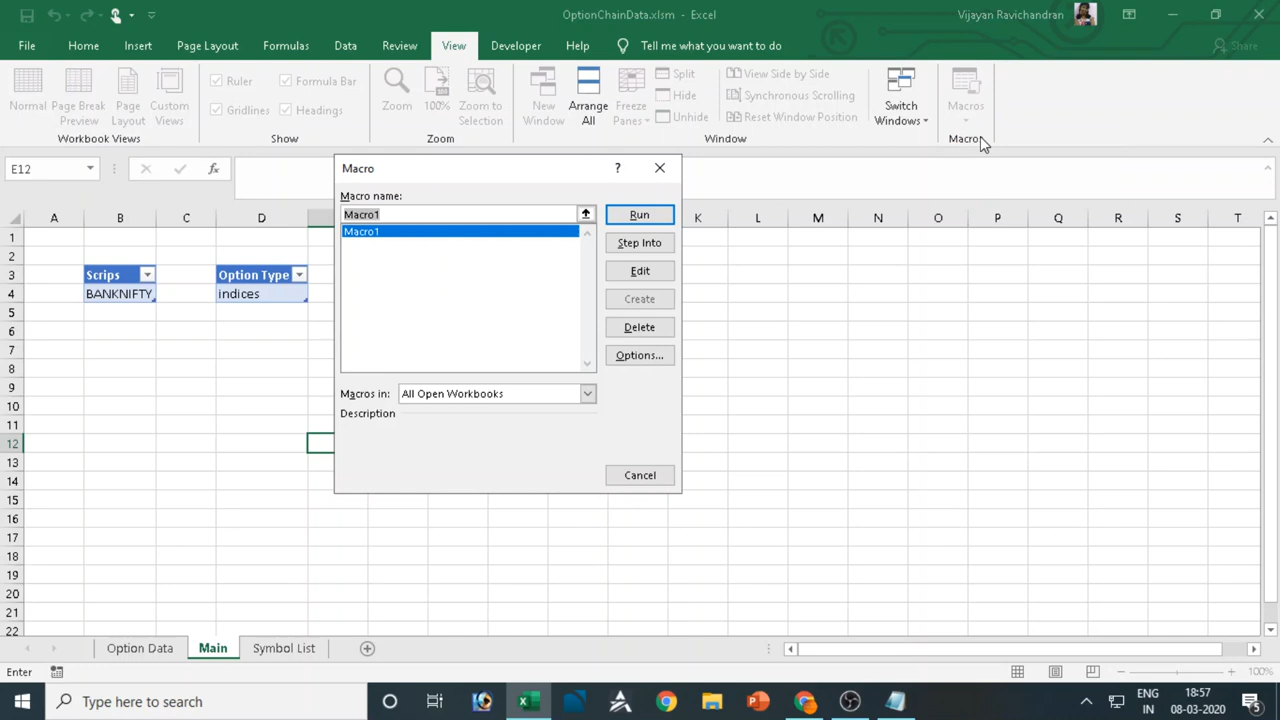 OptionChainData.xlsm - Excel
Vijayan Ravichandran
File Home Insert Page Layout Formulas Data Review View Developer Help Tell me what you want to do Share
Normal
Page Break
Preview
Page
Layout
Custom
Views
Workbook Views
Ruler
Formula Bar
Gridlines
Headings
Show
Zoom
100%
Zoom to
Selection
Zoom
New
Window
Arrange
All
Freeze
Panes
Split
Hide
Unhide
View Side by Side
Synchronous Scrolling
Reset Window Position
Window
Switch
Windows
Macros
Macros
E12
fx
Macro
?
Macro name:
Macro1
Macro1
Run
Step Into
Edit
Create
Delete
Options...
Macros in: All Open Workbooks
Description
Cancel
A B C D K L M N O P Q R S T
1
2
3 Scrips Option Type
4 BANKNIFTY indices
5
6
7
8
9
10
11
12
13
14
15
16
17
18
19
20
21
22
Option Data Main Symbol List
Enter
100%
Type here to search
ENG
IN
18:57
08-03-2020
5